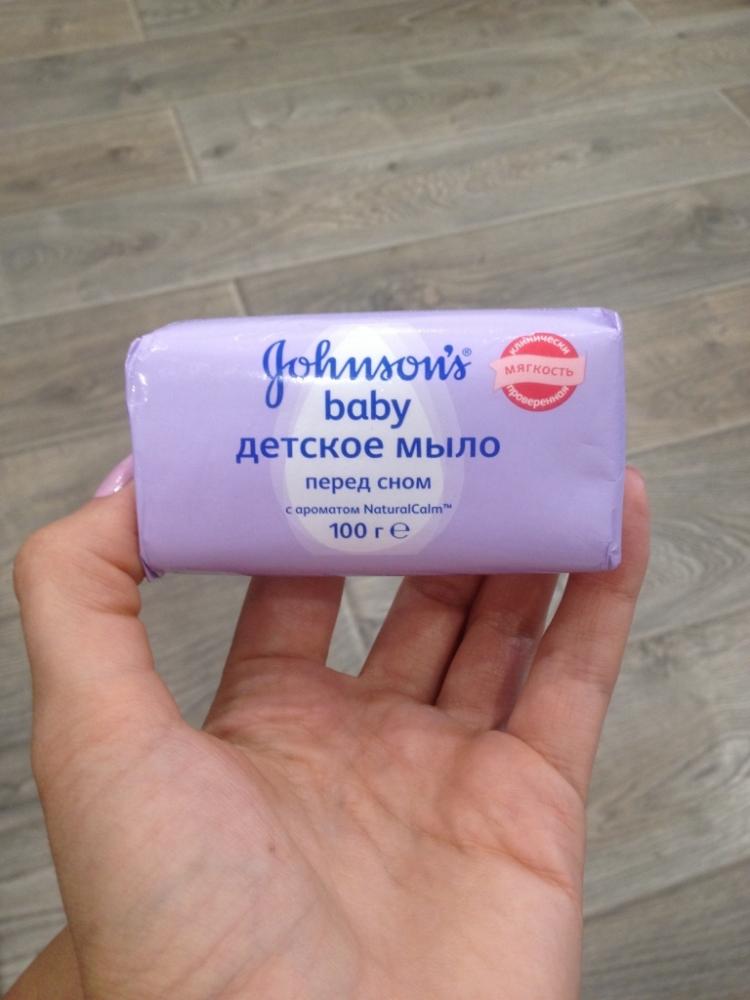 Johnson's®
baby
детское мыло
перед сном
с ароматом NaturalCalm™
100 г ℮
клинически
мягкость
проверенная